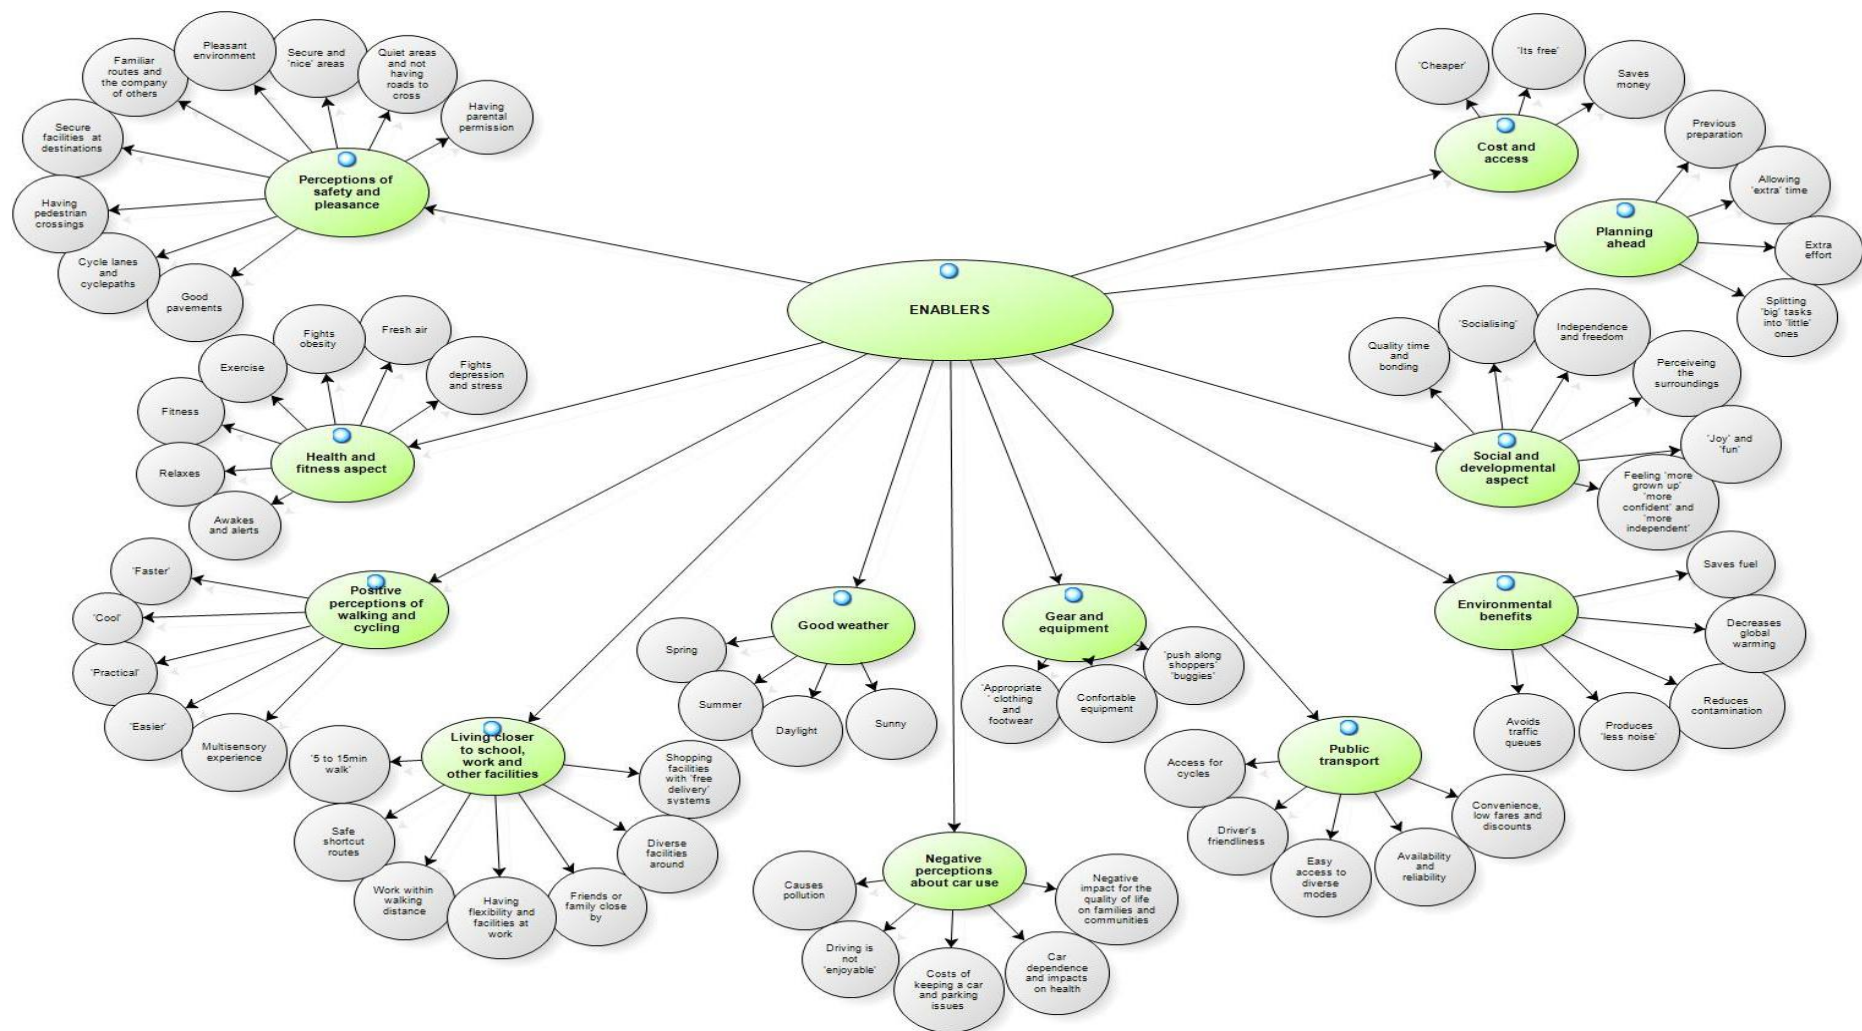 ENABLERS
Perceptions of
safety and
pleasance
Pleasant
environment
Secure and
'nice' areas
Quiet areas
and not
having
roads to
cross
Having
parental
permission
Familiar
routes and
the company
of others
Secure
facilities at
destinations
Having
pedestrian
crossings
Cycle lanes
and
cyclepaths
Good
pavements
Health and
fitness aspect
Fights
obesity
Fresh air
Fights
depression
and stress
Exercise
Fitness
Relaxes
Awakes
and alerts
Positive
perceptions of
walking and
cycling
'Faster'
'Cool'
'Practical'
'Easier'
Multisensory
experience
Living closer
to school,
work and
other facilities
'5 to 15min
walk'
Safe
shortcut
routes
Work within
walking
distance
Having
flexibility and
facilities at
work
Friends or
family close
by
Diverse
facilities
around
Shopping
facilities
with 'free
delivery'
systems
Good weather
Spring
Summer
Daylight
Sunny
Negative
perceptions
about car use
Causes
pollution
Driving is
not
'enjoyable'
Costs of
keeping a car
and parking
issues
Car
dependence
and impacts
on health
Negative
impact for the
quality of life
on families and
communities
Gear and
equipment
'Appropriate
' clothing
and
footwear
Confortable
equipment
'push along
shoppers'
'buggies'
Public
transport
Access for
cycles
Driver's
friendliness
Easy
access to
diverse
modes
Availability
and
reliability
Convenience,
low fares and
discounts
Environmental
benefits
Saves fuel
Decreases
global
warming
Reduces
contamination
Produces
'less noise'
Avoids
traffic
queues
Social and
developmental
aspect
Quality time
and
bonding
'Socialising'
Independence
and freedom
Perceiveing
the
surroundings
'Joy' and
'fun'
Feeling 'more
grown up'
'more
confident' and
'more
independent'
Planning
ahead
Previous
preparation
Allowing
'extra' time
Extra
effort
Splitting
'big' tasks
into 'little'
ones
Cost and
access
'Cheaper'
'Its free'
Saves
money